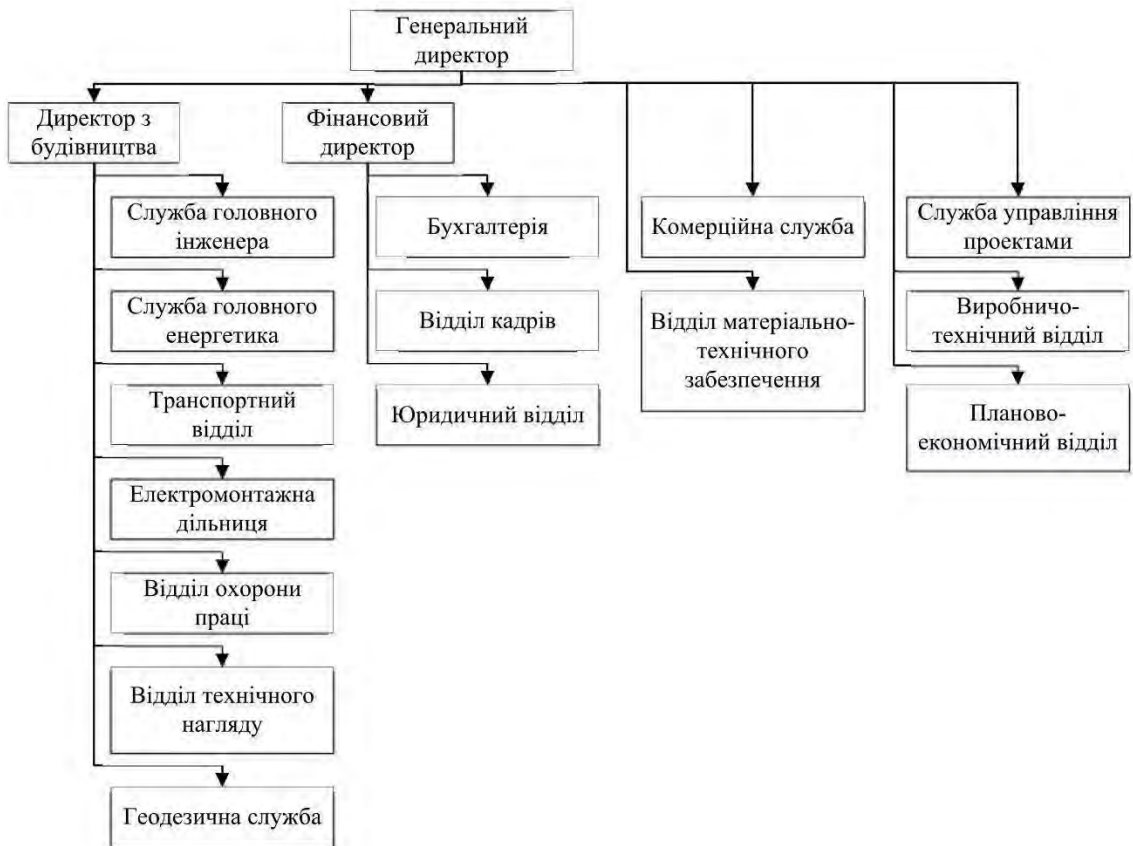 Генеральний
директор
Директор з
будівництва
Фінансовий
директор
Служба головного
інженера
Бухгалтерія
Комерційна служба
Служба управління
проектами
Служба головного
енергетика
Відділ кадрів
Відділ матеріально-
технічного
забезпечення
Виробничо-
технічний відділ
Транспортний
відділ
Юридичний відділ
Планово-
економічний відділ
Електромонтажна
дільниця
Відділ охорони
праці
Відділ технічного
нагляду
Геодезична служба